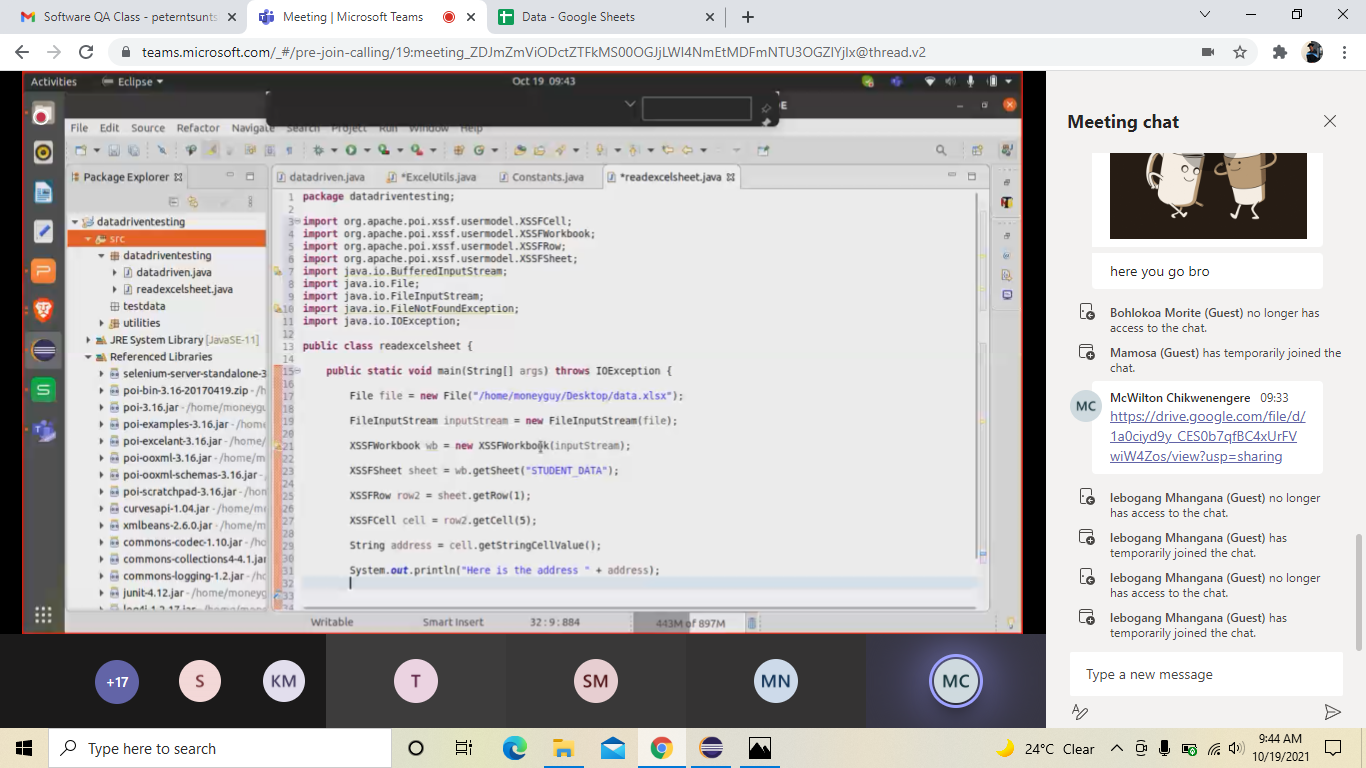 Software QA Class - peterntsunts
Meeting | Microsoft Teams
Data - Google Sheets
teams.microsoft.com/_#/pre-join-calling/19:meeting_ZDJmZmViODctZTFkMS00OGJjLWI4NmEtMDFmNTU3OGZlYjIx@thread.v2
Activities
Eclipse
Oct 19 09:43
File Edit Source Refactor Navigate Search Project Run Window Help
Package Explorer
datadriven.java
*ExcelUtils.java
Constants.java
*readexcelsheet.java
datadriventesting
src
datadriventesting
datadriven.java
readexcelsheet.java
testdata
utilities
JRE System Library [JavaSE-11]
Referenced Libraries
selenium-server-standalone-3
poi-bin-3.16-20170419.zip - /h
poi-3.16.jar - /home/moneygu
poi-examples-3.16.jar - /home
poi-excelant-3.16.jar - /home/
poi-ooxml-3.16.jar - /home/m
poi-ooxml-schemas-3.16.jar -
poi-scratchpad-3.16.jar - /hom
curvesapi-1.04.jar - /home/mo
xmlbeans-2.6.0.jar - /home/m
commons-codec-1.10.jar - /ho
commons-collections4-4.1.jar
commons-logging-1.2.jar - /ho
junit-4.12.jar - /home/moneyg
1 package datadriventesting;
2
3 import org.apache.poi.xssf.usermodel.XSSFCell;
4 import org.apache.poi.xssf.usermodel.XSSFWorkbook;
5 import org.apache.poi.xssf.usermodel.XSSFRow;
6 import org.apache.poi.xssf.usermodel.XSSFSheet;
7 import java.io.BufferedInputStream;
8 import java.io.File;
9 import java.io.FileInputStream;
10 import java.io.FileNotFoundException;
11 import java.io.IOException;
12
13 public class readexcelsheet {
14
15 public static void main(String[] args) throws IOException {
16
17 File file = new File("/home/moneyguy/Desktop/data.xlsx");
18
19 FileInputStream inputStream = new FileInputStream(file);
20
21 XSSFWorkbook wb = new XSSFWorkbook(inputStream);
22
23 XSSFSheet sheet = wb.getSheet("STUDENT_DATA");
24
25 XSSFRow row2 = sheet.getRow(1);
26
27 XSSFCell cell = row2.getCell(5);
28
29 String address = cell.getStringCellValue();
30
31 System.out.println("Here is the address " + address);
32
33
Writable
Smart Insert
32 : 9 : 884
443M of 897M
+17
S
KM
T
SM
MN
MC
Meeting chat
here you go bro
Bohlokoa Morite (Guest) no longer has
access to the chat.
Mamosa (Guest) has temporarily joined the
chat.
MC
McWilton Chikwenengere 09:33
https://drive.google.com/file/d/
1a0ciyd9y_CES0b7qfBC4xUrFV
wiW4Zos/view?usp=sharing
lebogang Mhangana (Guest) no longer
has access to the chat.
lebogang Mhangana (Guest) has
temporarily joined the chat.
lebogang Mhangana (Guest) no longer
has access to the chat.
lebogang Mhangana (Guest) has
temporarily joined the chat.
Type a new message
Type here to search
24°C Clear
9:44 AM
10/19/2021